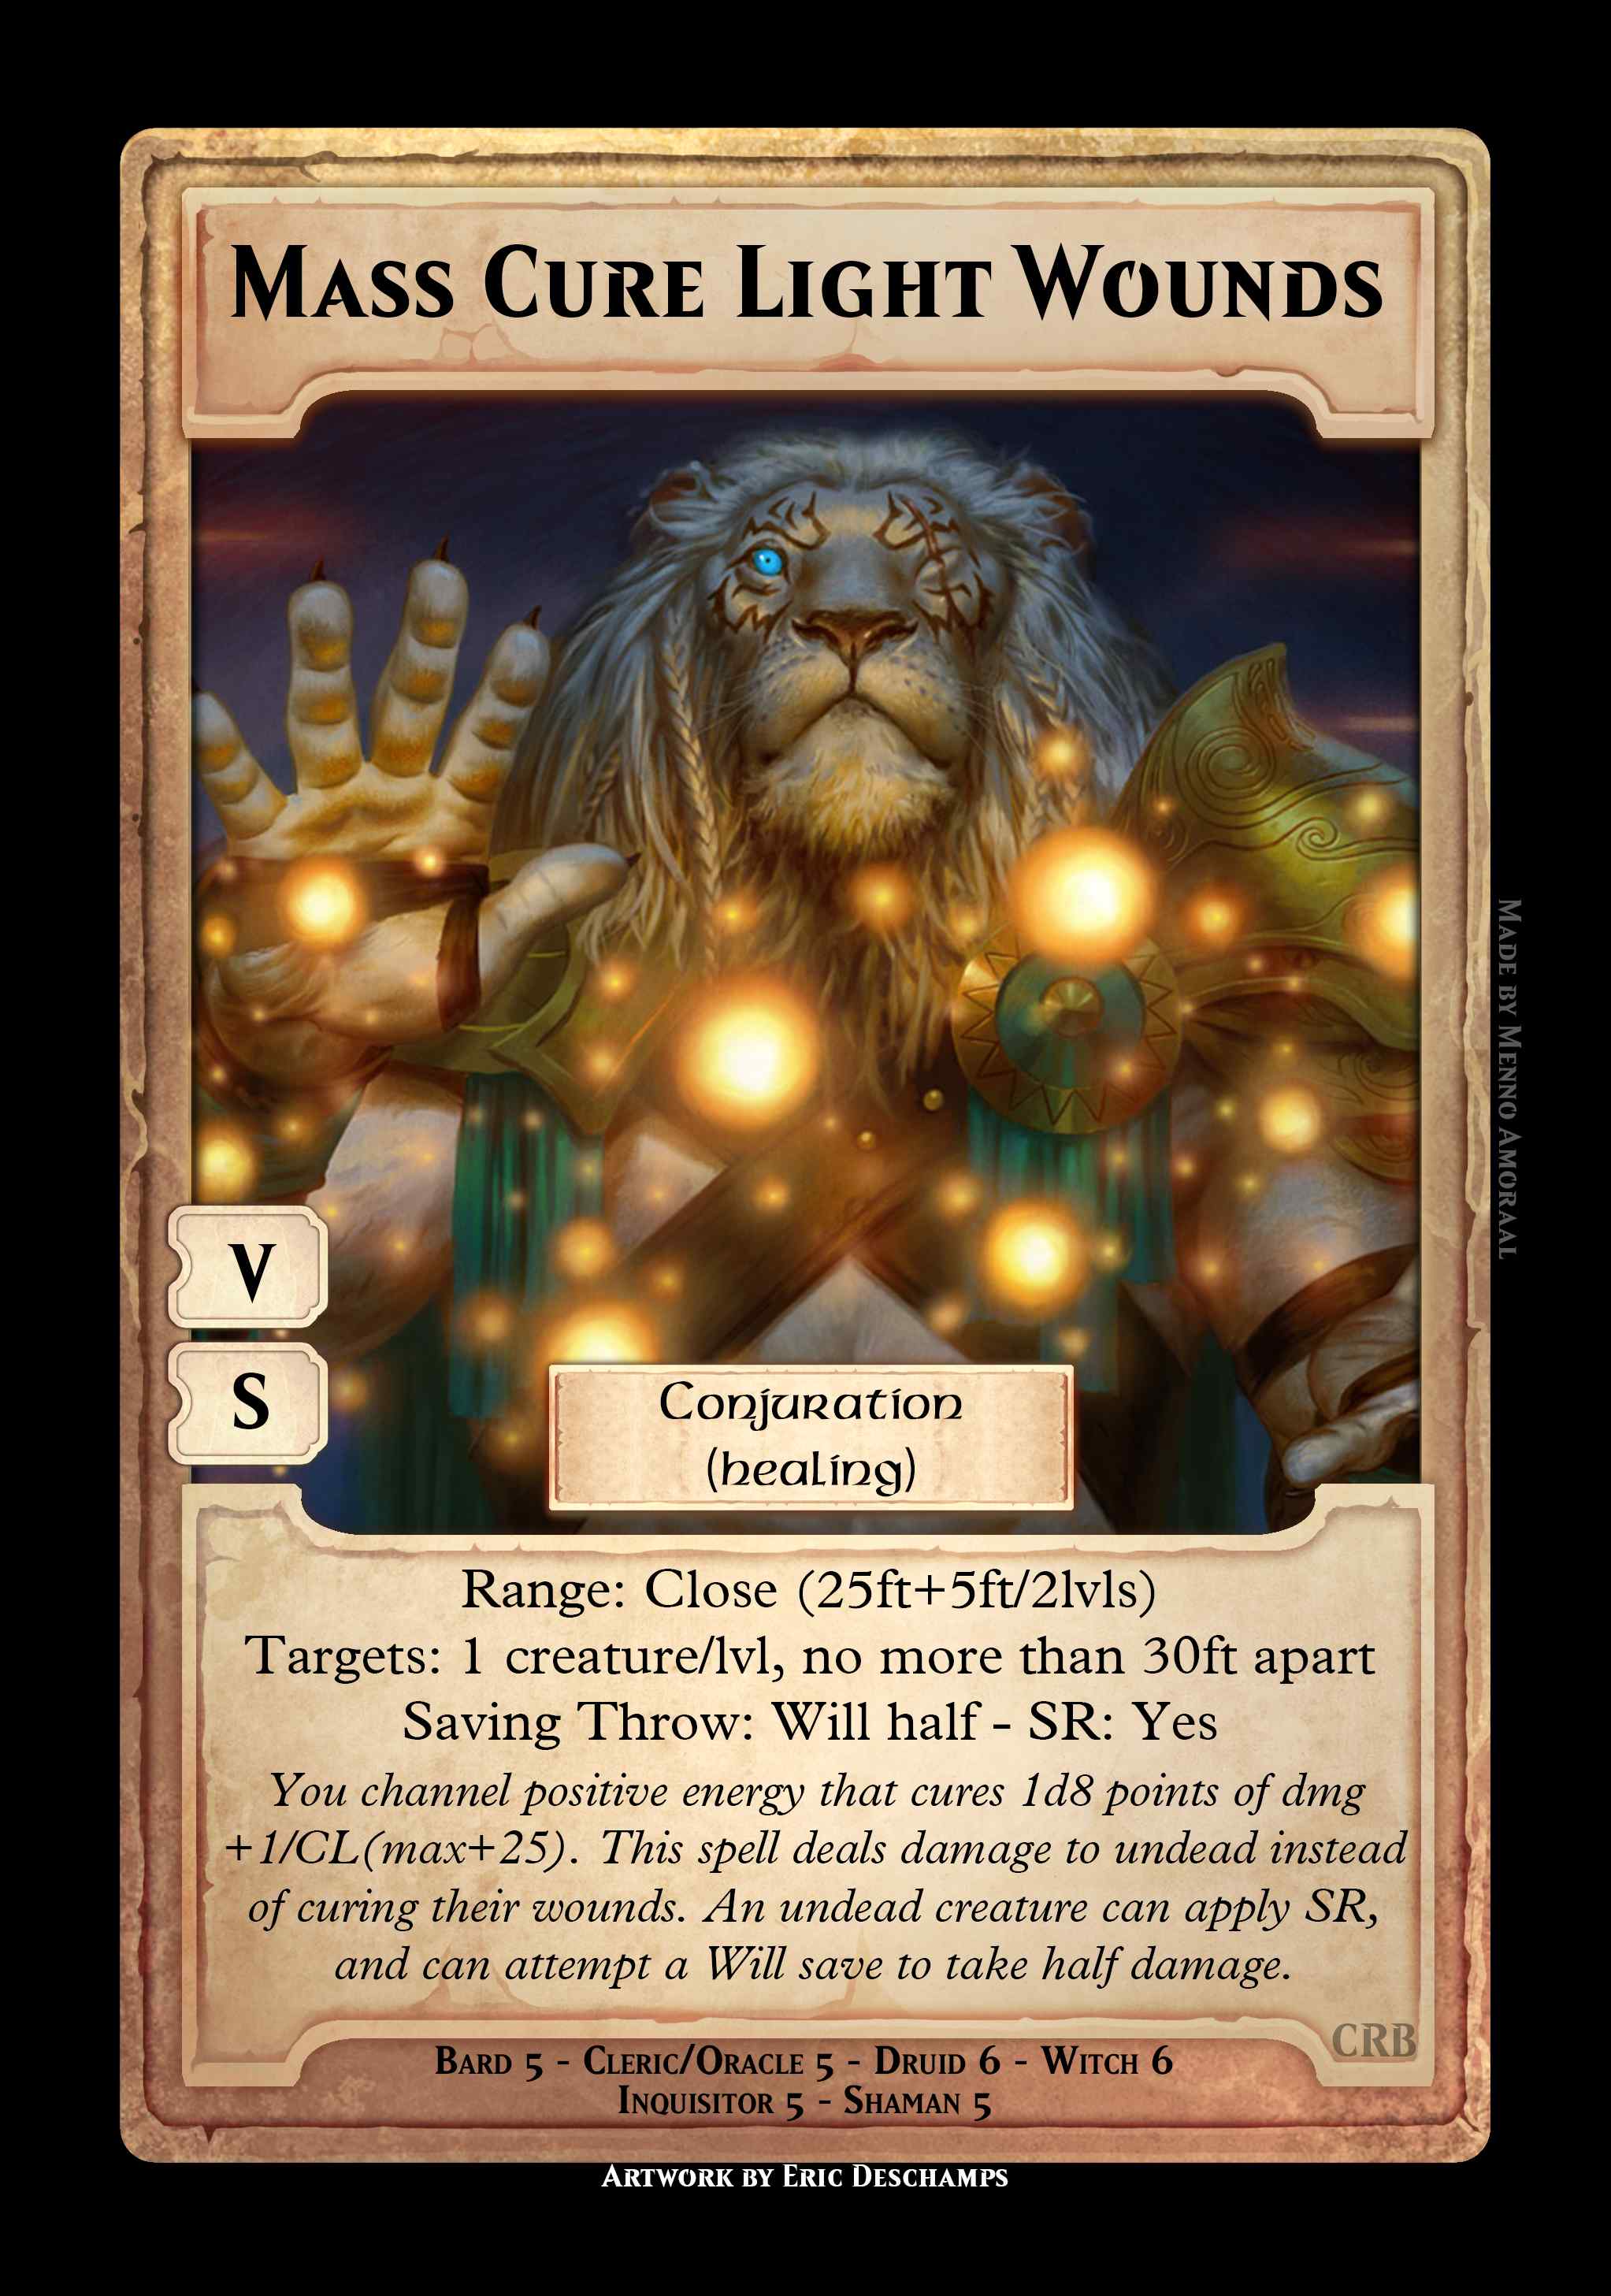 Mass Cure Light Wounds
V
S
Conjuration
(healing)
Range: Close (25ft+5ft/2lvls)
Targets: 1 creature/lvl, no more than 30ft apart
Saving Throw: Will half - SR: Yes
You channel positive energy that cures 1d8 points of dmg
+1/CL(max+25). This spell deals damage to undead instead
of curing their wounds. An undead creature can apply SR,
and can attempt a Will save to take half damage.
CRB
Bard 5 - Cleric/Oracle 5 - Druid 6 - Witch 6
Inquisitor 5 - Shaman 5
Artwork by Eric Deschamps
Made by Menno Amoraal